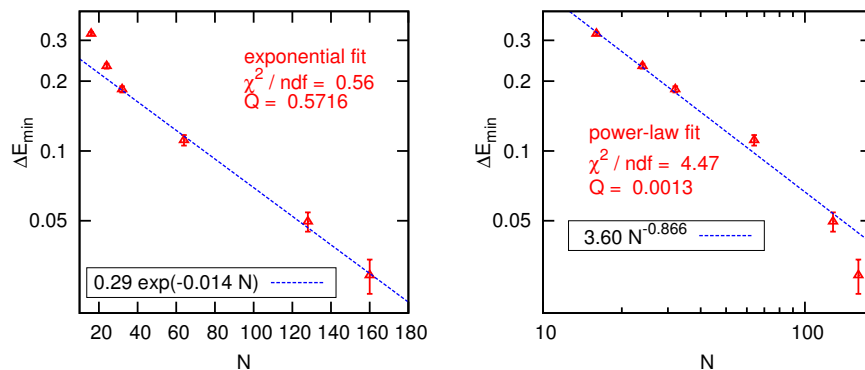 0.3
0.2
0.1
0.05
ΔE_min
exponential fit
χ^2 / ndf = 0.56
Q = 0.5716
0.29 exp(-0.014 N)
20 40 60 80 100 120 140 160 180
N
0.3
0.2
0.1
0.05
ΔE_min
power-law fit
χ^2 / ndf = 4.47
Q = 0.0013
3.60 N^-0.866
10 100
N